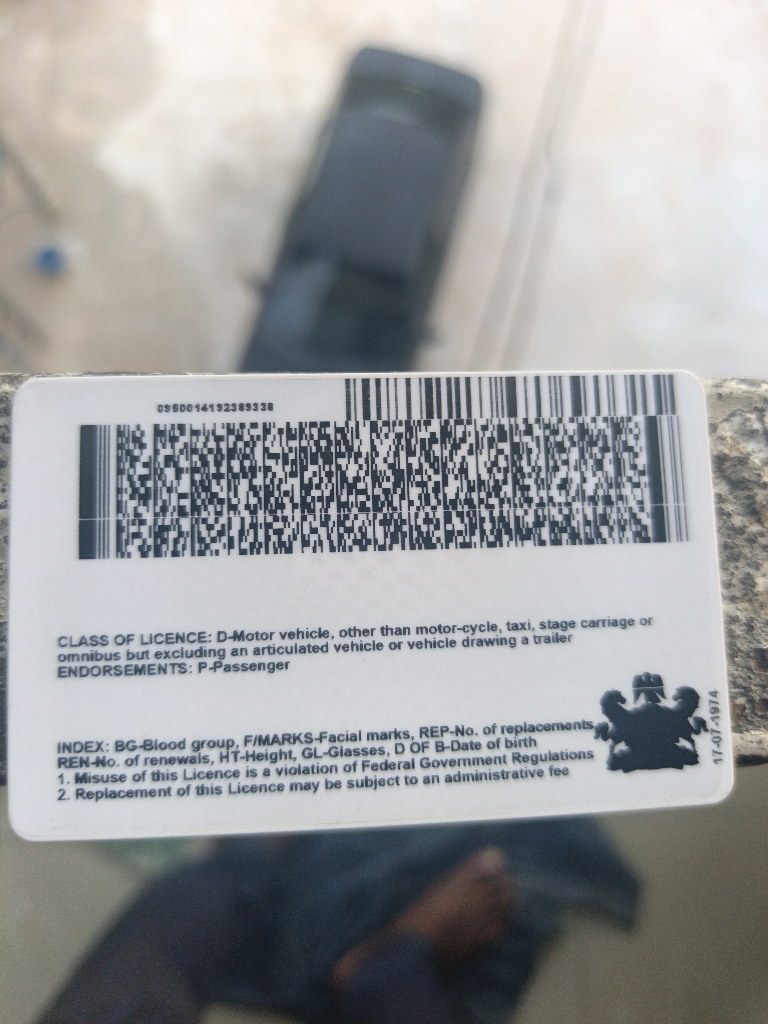 0950014192389338
CLASS OF LICENCE: D-Motor vehicle, other than motor-cycle, taxi, stage carriage or
omnibus but excluding an articulated vehicle or vehicle drawing a trailer
ENDORSEMENTS: P-Passenger
INDEX: BG-Blood group, F/MARKS-Facial marks, REP-No. of replacements
REN-No. of renewals, HT-Height, GL-Glasses, D OF B-Date of birth
1. Misuse of this Licence is a violation of Federal Government Regulations
2. Replacement of this Licence may be subject to an administrative fee
17-07-1974